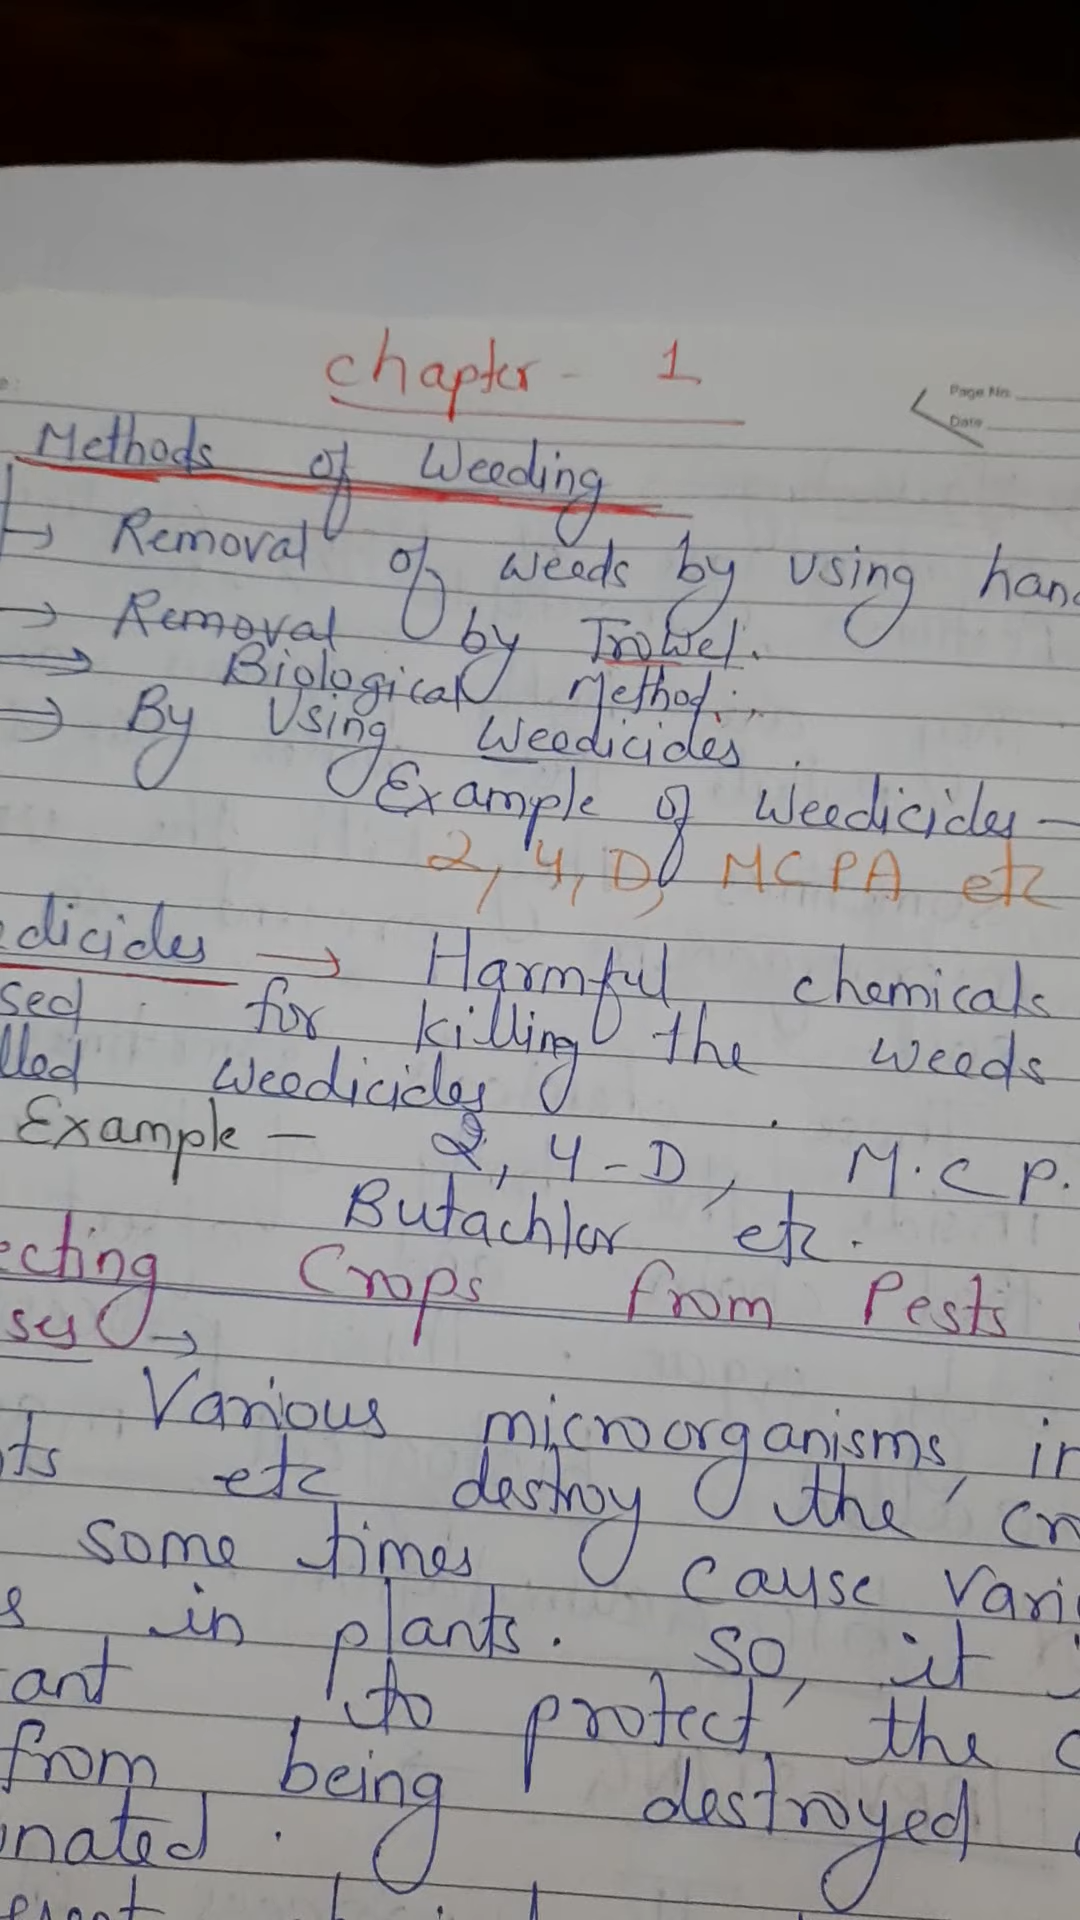 Chapter - 1
Page No.
Date
Methods of Weeding
→ Removal of weeds by using han
→ Removal by Trowel.
⇒ Biological Method.
⇒ By Using Weedicides.
Example of Weedicides -
2, 4, D, MCPA etc
dicides → Harmful chemicals
sed for killing the weeds
lled weedicides.
Example - 2, 4-D, M.C.P.
Butachlor etc.
ecting Crops from Pests
ses →
Various microorganisms, in
ts etc destroy the cr
some times cause vari
s in plants. So, it i
ant to protect the c
from being destroyed
nated.